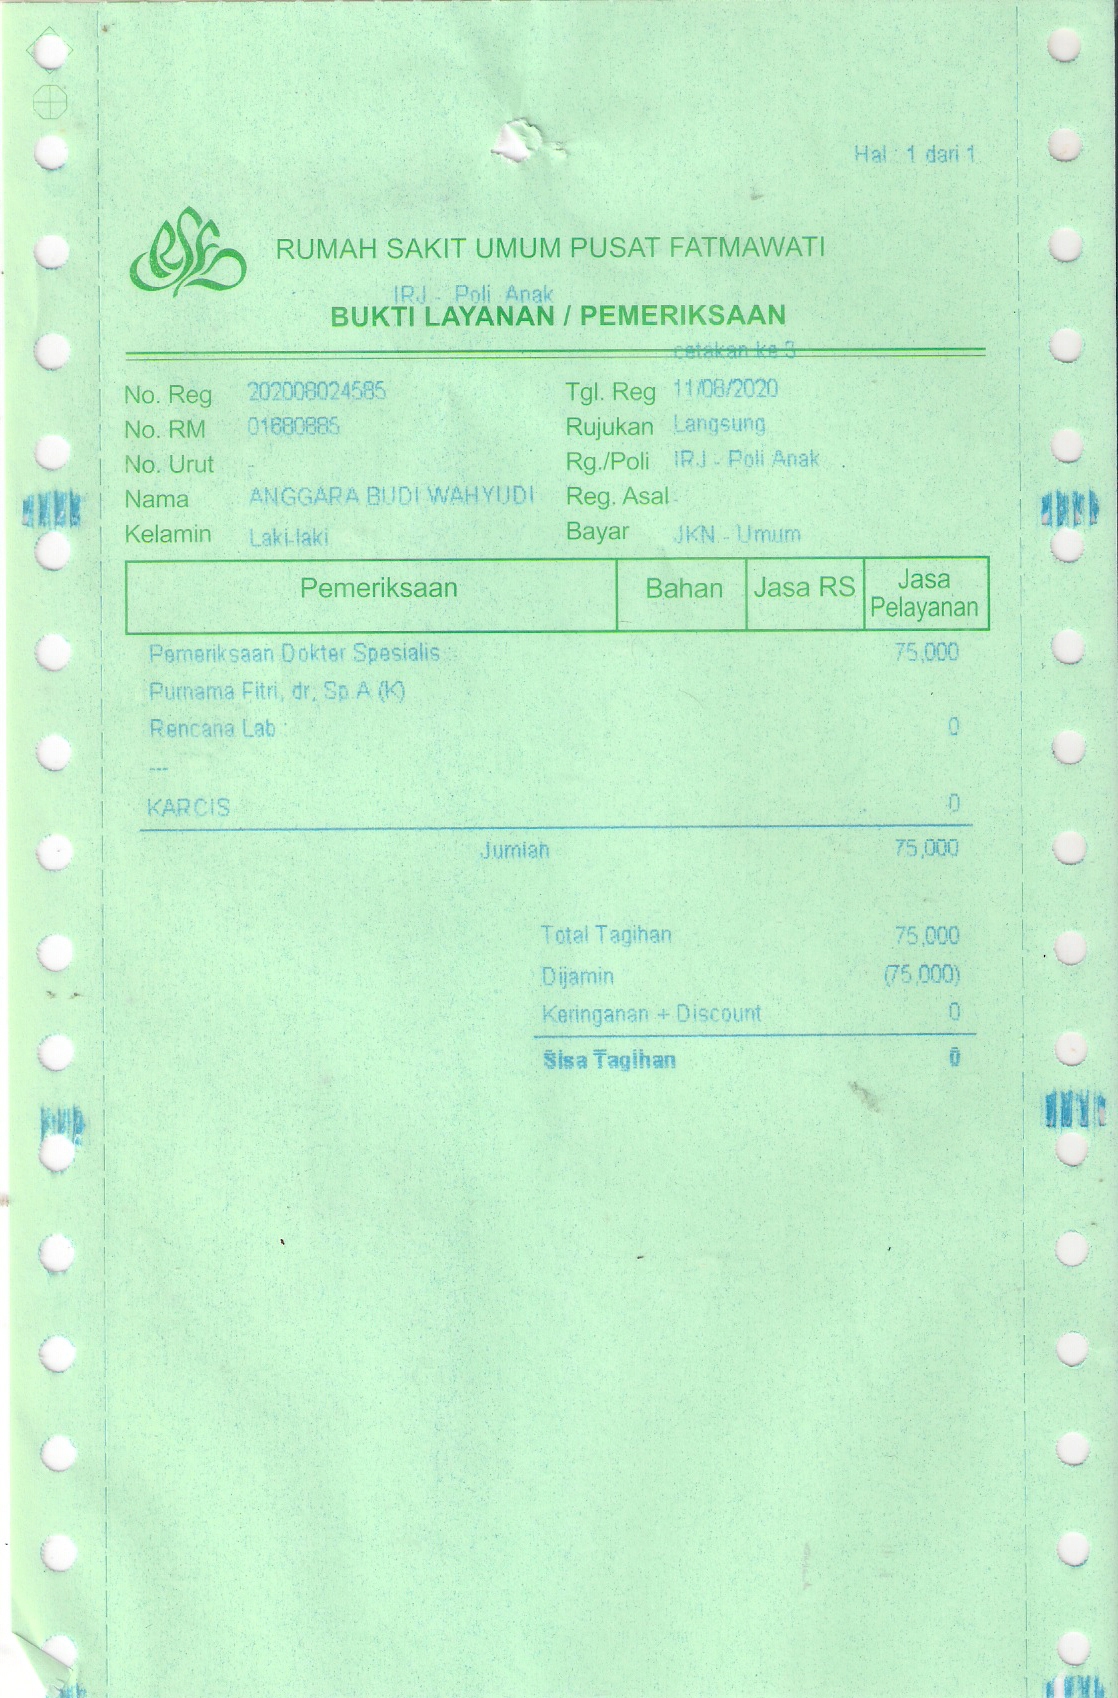 Hal : 1 dari 1
RUMAH SAKIT UMUM PUSAT FATMAWATI
IRJ - Poli Anak
BUKTI LAYANAN / PEMERIKSAAN
cetakan ke 3
No. Reg 202008024585 Tgl. Reg 11/08/2020
No. RM 01680885 Rujukan Langsung
No. Urut - Rg./Poli IRJ - Poli Anak
Nama ANGGARA BUDI WAHYUDI Reg. Asal
Kelamin Laki-laki Bayar JKN - Umum
Pemeriksaan Bahan Jasa RS Jasa Pelayanan
Pemeriksaan Dokter Spesialis : 75,000
Purnama Fitri, dr, Sp A (K)
Rencana Lab : 0
---
KARCIS 0
Jumlah 75,000
Total Tagihan 75,000
Dijamin (75,000)
Keringanan + Discount 0
Sisa Tagihan 0